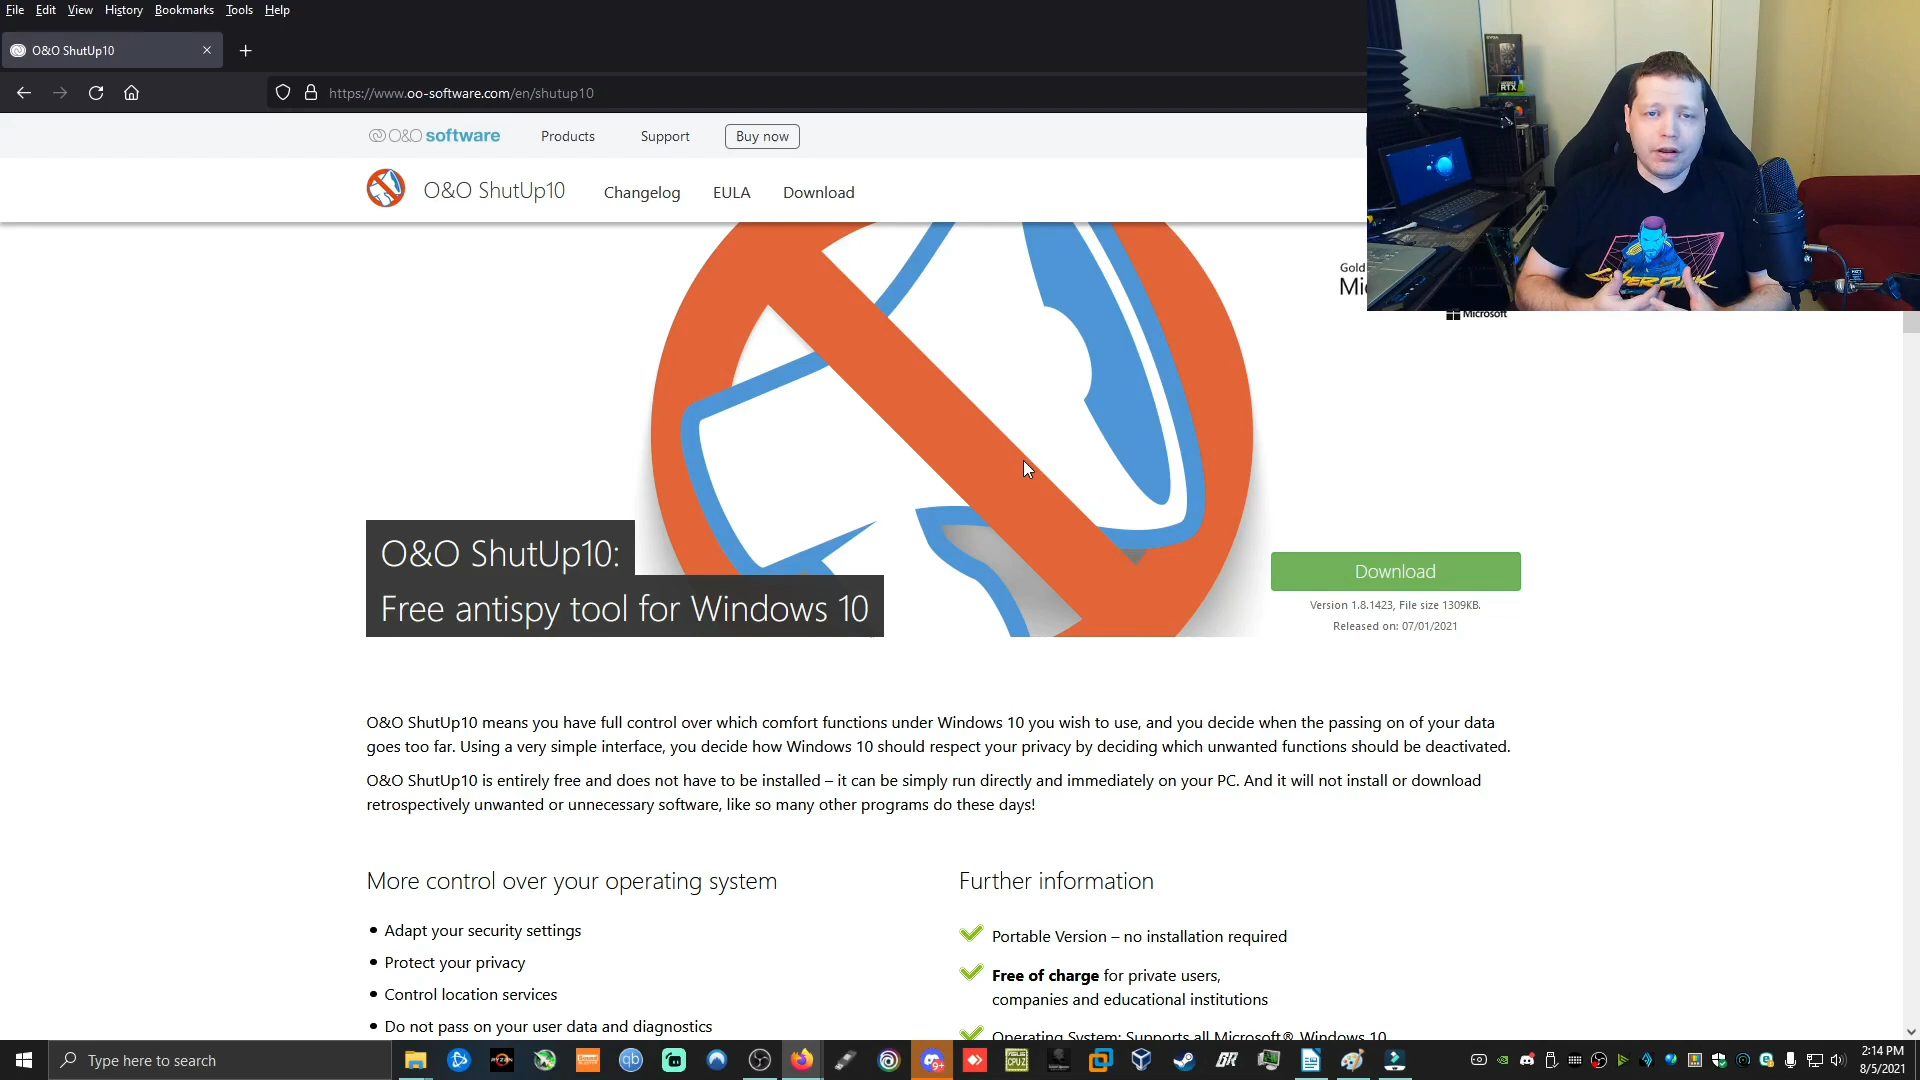 File Edit View History Bookmarks Tools Help
O&O ShutUp10
https://www.oo-software.com/en/shutup10
O&O software Products Support Buy now
O&O ShutUp10 Changelog EULA Download
Gold
Microsoft
RTX
O&O ShutUp10:
Free antispy tool for Windows 10
Download
Version 1.8.1423, File size 1309KB.
Released on: 07/01/2021
O&O ShutUp10 means you have full control over which comfort functions under Windows 10 you wish to use, and you decide when the passing on of your data
goes too far. Using a very simple interface, you decide how Windows 10 should respect your privacy by deciding which unwanted functions should be deactivated.
O&O ShutUp10 is entirely free and does not have to be installed – it can be simply run directly and immediately on your PC. And it will not install or download
retrospectively unwanted or unnecessary software, like so many other programs do these days!
More control over your operating system
• Adapt your security settings
• Protect your privacy
• Control location services
• Do not pass on your user data and diagnostics
Further information
Portable Version – no installation required
Free of charge for private users,
companies and educational institutions
Operating System: Supports all Microsoft® Windows 10
Type here to search
2:14 PM
8/5/2021